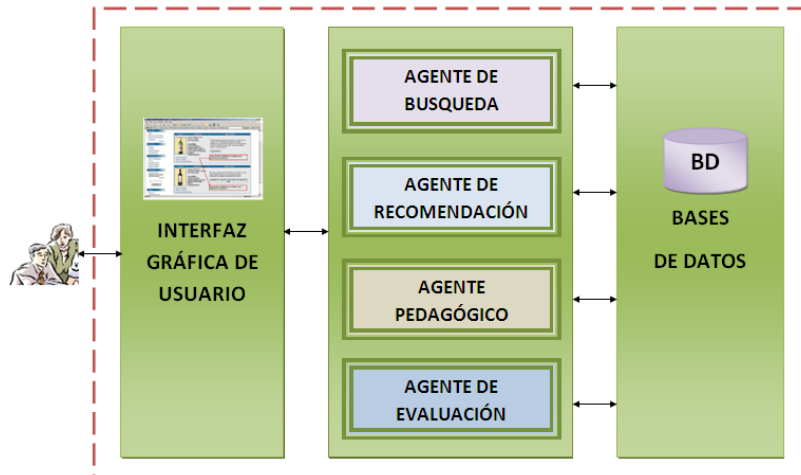 INTERFAZ
GRÁFICA DE
USUARIO
AGENTE DE
BUSQUEDA
AGENTE DE
RECOMENDACIÓN
AGENTE
PEDAGÓGICO
AGENTE DE
EVALUACIÓN
BD
BASES
DE DATOS